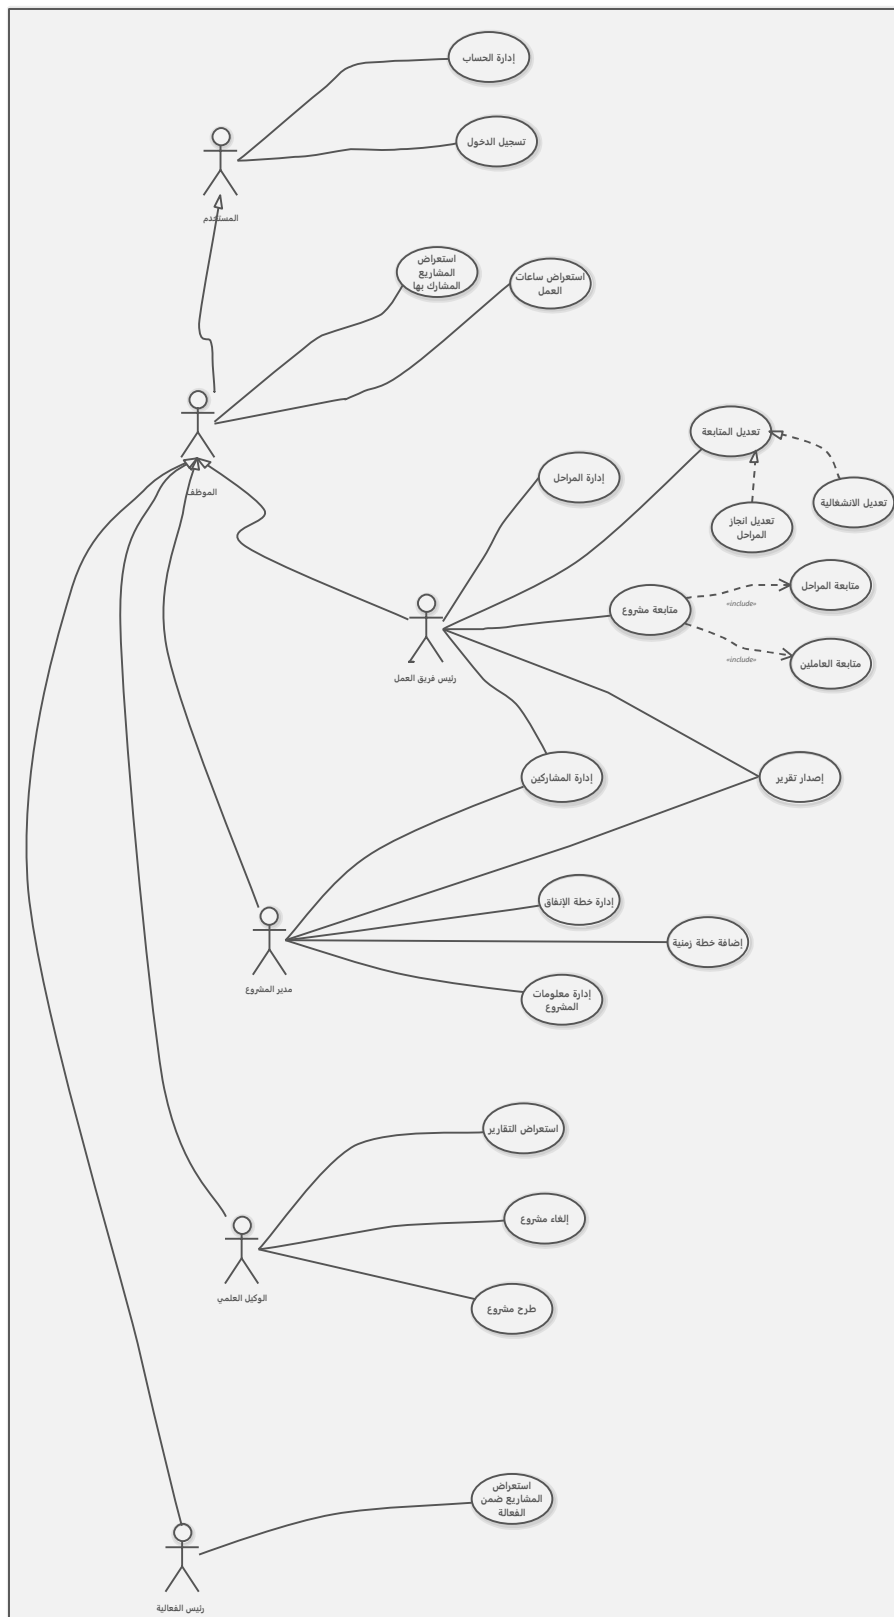 إدارة الحساب
تسجيل الدخول
المستخدم
استعراض
المشاريع
المشارك بها
استعراض ساعات
العمل
الموظف
إدارة المراحل
تعديل المتابعة
تعديل انجاز
المراحل
تعديل الانشغالية
متابعة مشروع
«include»
متابعة المراحل
«include»
متابعة العاملين
رئيس فريق العمل
إدارة المشاركين
إصدار تقرير
إدارة خطة الإنفاق
إضافة خطة زمنية
إدارة معلومات
المشروع
مدير المشروع
استعراض التقارير
إلغاء مشروع
طرح مشروع
الوكيل العلمي
استعراض
المشاريع ضمن
الفعالة
رئيس الفعالية